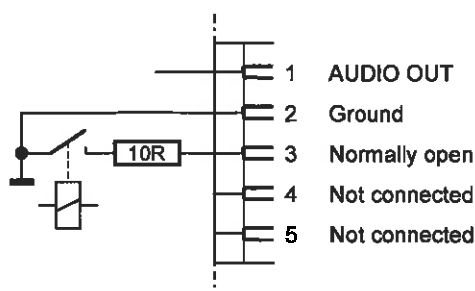 1 AUDIO OUT
2 Ground
10R 3 Normally open
4 Not connected
5 Not connected